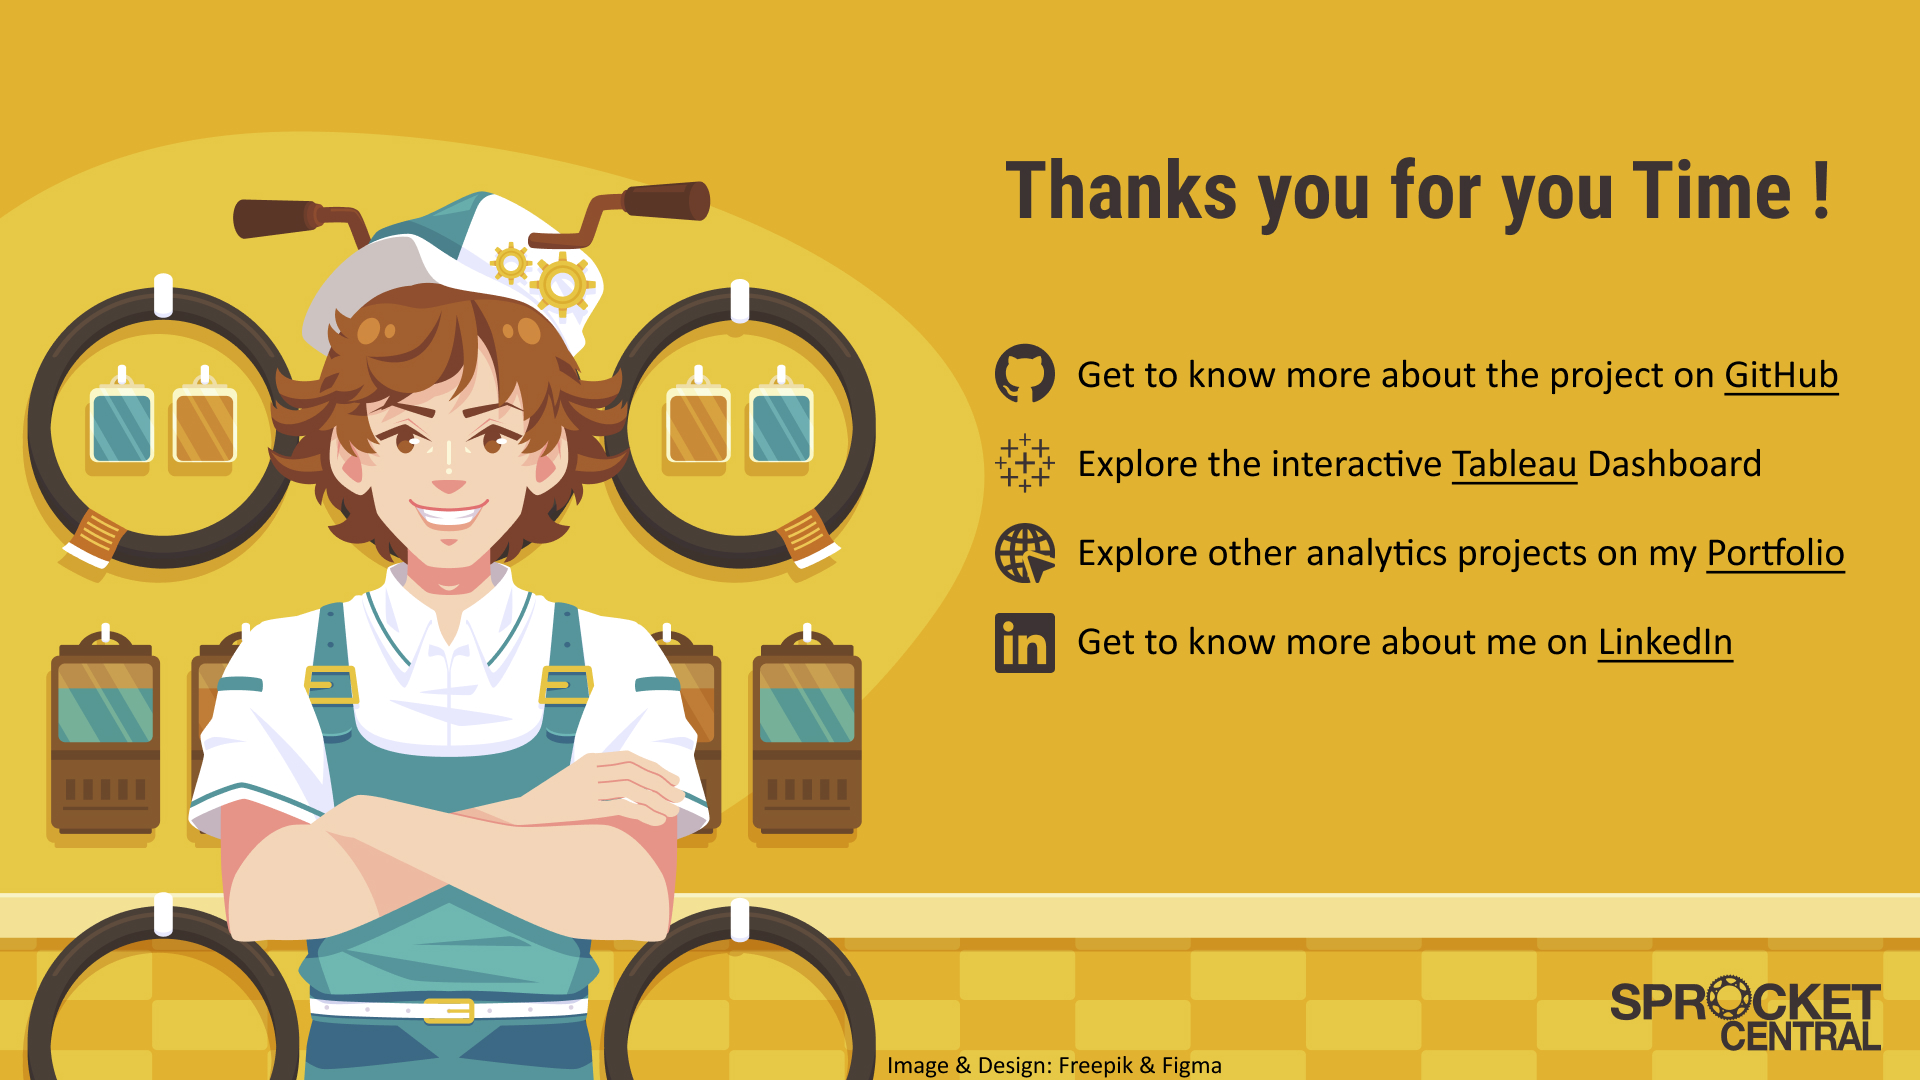 Thanks you for you Time !
Get to know more about the project on GitHub
Explore the interactive Tableau Dashboard
Explore other analytics projects on my Portfolio
in Get to know more about me on LinkedIn
SPROCKET
CENTRAL
Image & Design: Freepik & Figma